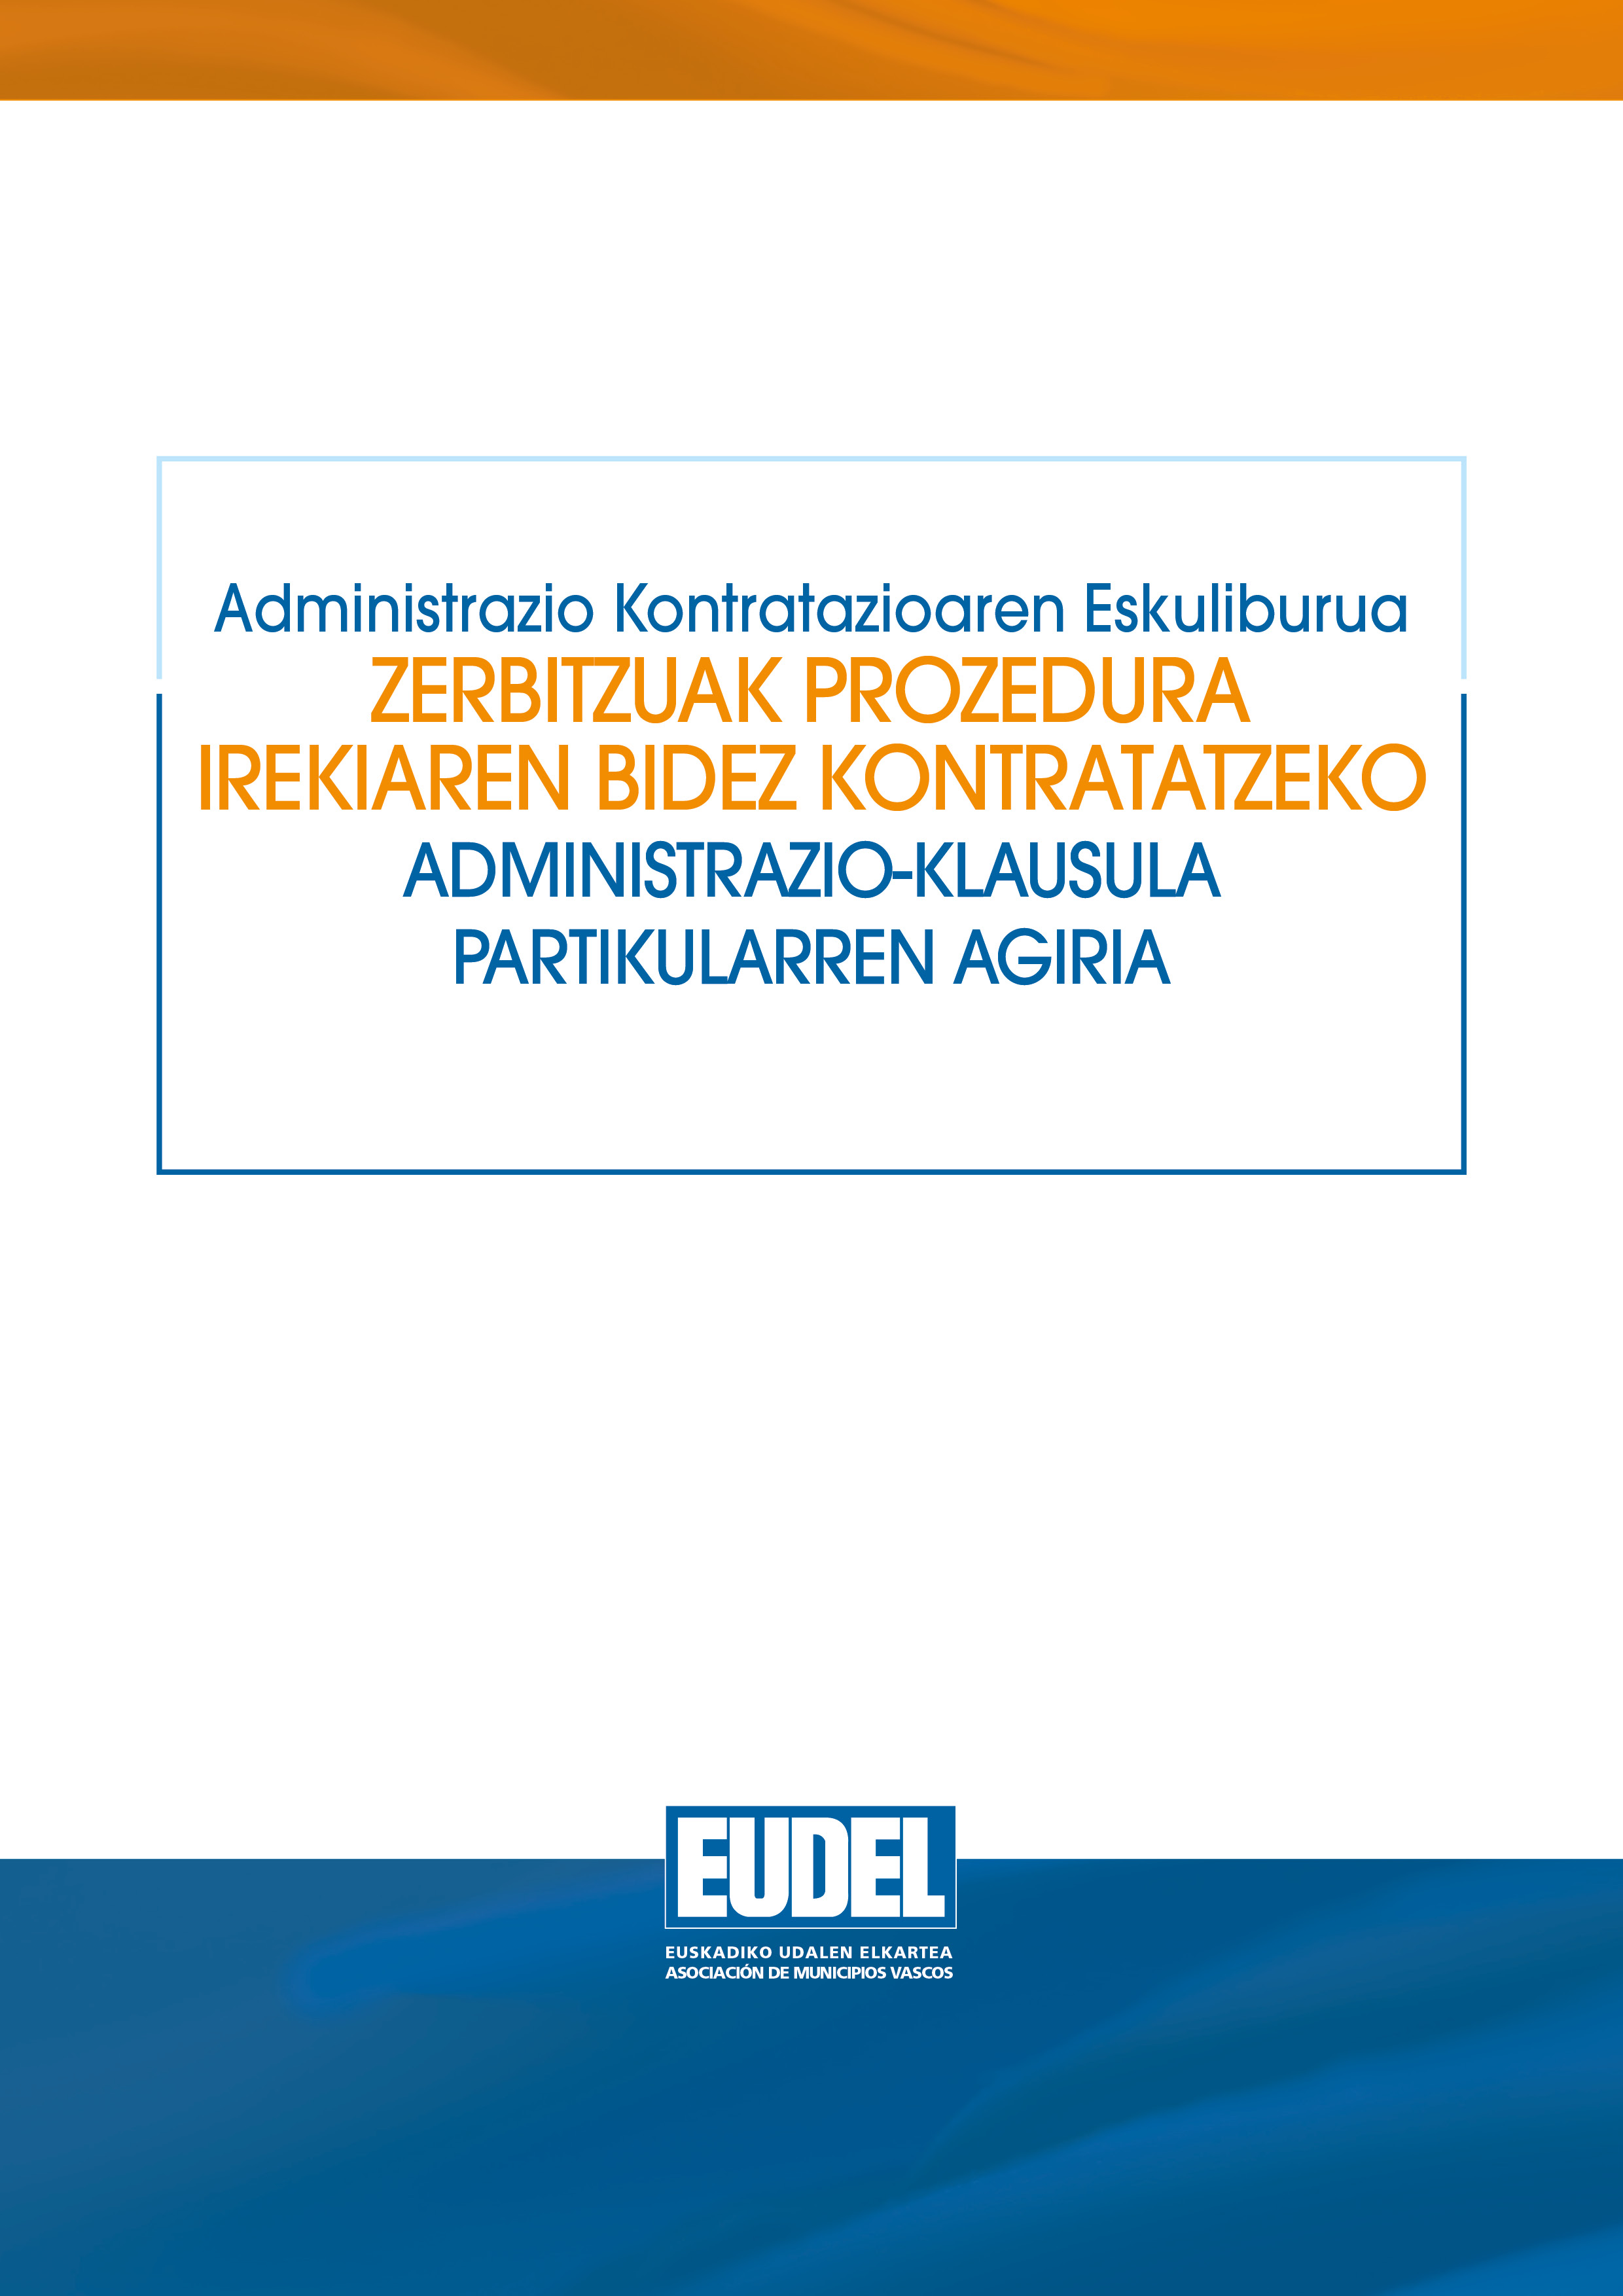 Administrazio Kontratazioaren Eskuliburua
ZERBITZUAK PROZEDURA
IREKIAREN BIDEZ KONTRATATZEKO
ADMINISTRAZIO-KLAUSULA
PARTIKULARREN AGIRIA
EUDEL
EUSKADIKO UDALEN ELKARTEA
ASOCIACIÓN DE MUNICIPIOS VASCOS